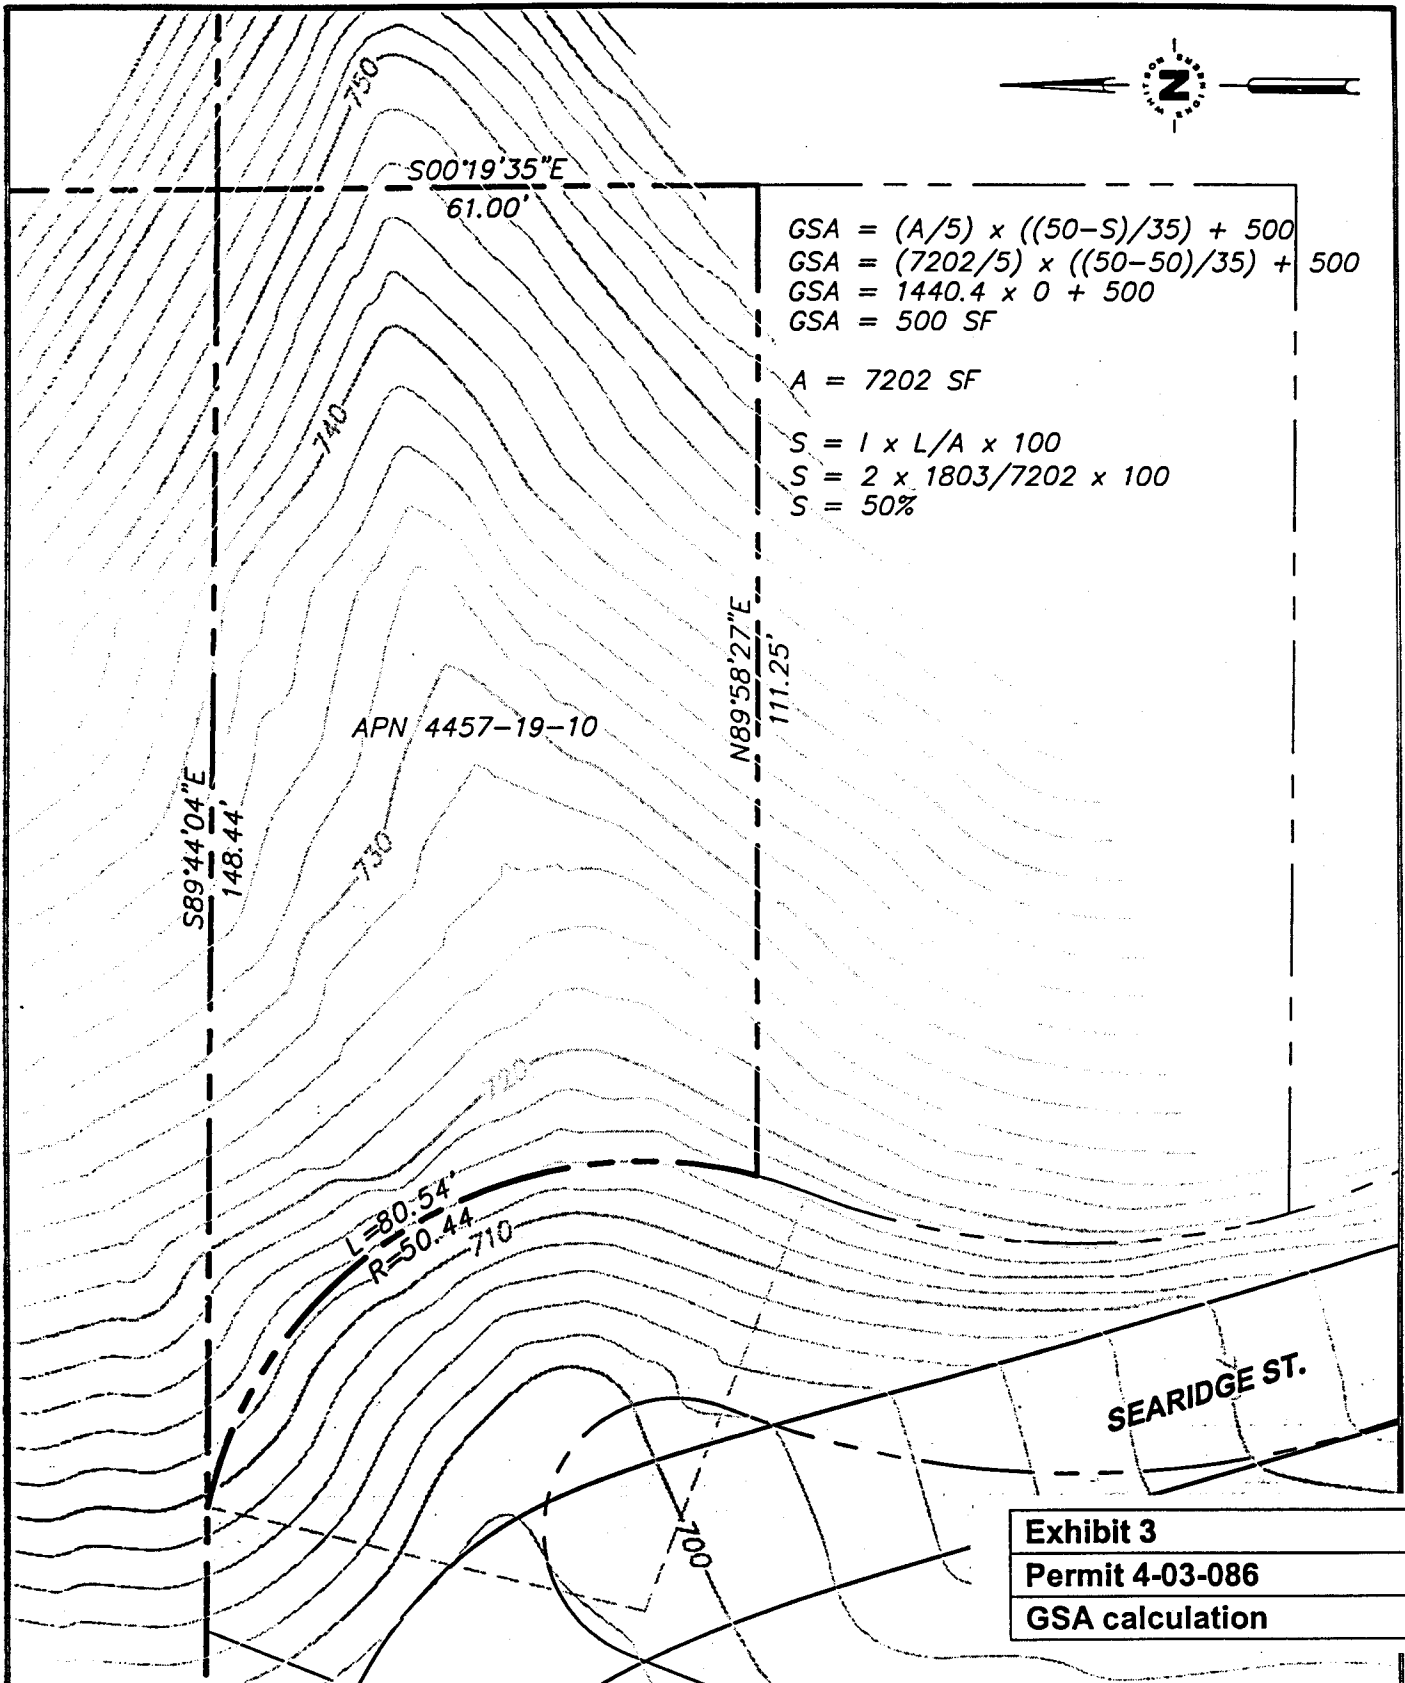 750
N
WHITSON ENGINEERS
S00°19'35"E
61.00'
GSA = (A/5) x ((50-S)/35) + 500
GSA = (7202/5) x ((50-50)/35) + 500
GSA = 1440.4 x 0 + 500
GSA = 500 SF
A = 7202 SF
740
S = I x L/A x 100
S = 2 x 1803/7202 x 100
S = 50%
N89°58'27"E
111.25'
APN 4457-19-10
S89°44'04"E
148.44'
730
720
L=80.54'
R=50.44
710
SEARIDGE ST.
700
Exhibit 3
Permit 4-03-086
GSA calculation